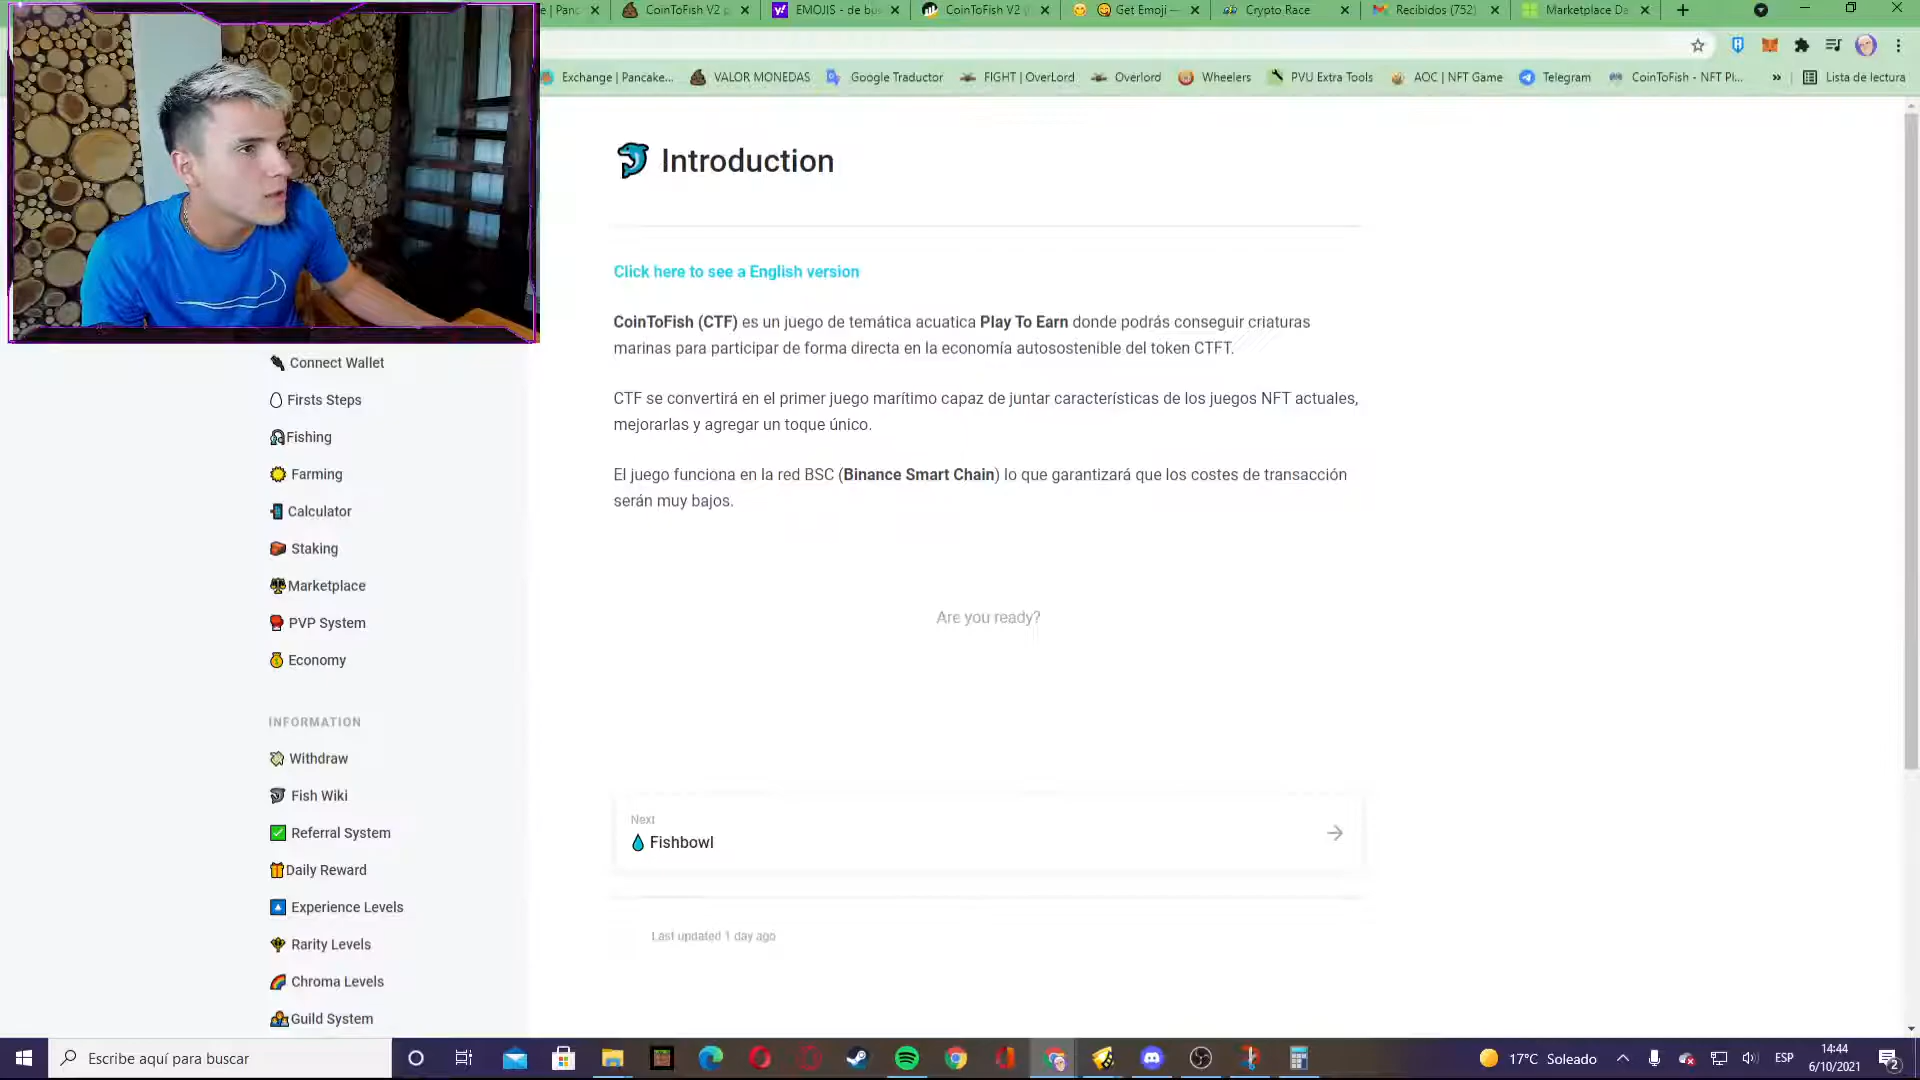 e | Panc
CoinToFish V2 p
EMOJIS - de bu
CoinToFish V2 (
Get Emoji —
Crypto Race
Recibidos (752)
Marketplace Da
Exchange | Pancake...
VALOR MONEDAS
Google Traductor
FIGHT | OverLord
Overlord
Wheelers
PVU Extra Tools
AOC | NFT Game
Telegram
CoinToFish - NFT Pl...
»
Lista de lectura
Introduction
Click here to see a English version
CoinToFish (CTF) es un juego de temática acuatica Play To Earn donde podrás conseguir criaturas
marinas para participar de forma directa en la economía autosostenible del token CTFT.
CTF se convertirá en el primer juego marítimo capaz de juntar características de los juegos NFT actuales,
mejorarlas y agregar un toque único.
El juego funciona en la red BSC (Binance Smart Chain) lo que garantizará que los costes de transacción
serán muy bajos.
Are you ready?
Next
Fishbowl
Last updated 1 day ago
Connect Wallet
Firsts Steps
Fishing
Farming
Calculator
Staking
Marketplace
PVP System
Economy
INFORMATION
Withdraw
Fish Wiki
Referral System
Daily Reward
Experience Levels
Rarity Levels
Chroma Levels
Guild System
Escribe aquí para buscar
17°C Soleado
ESP
14:44
6/10/2021
2